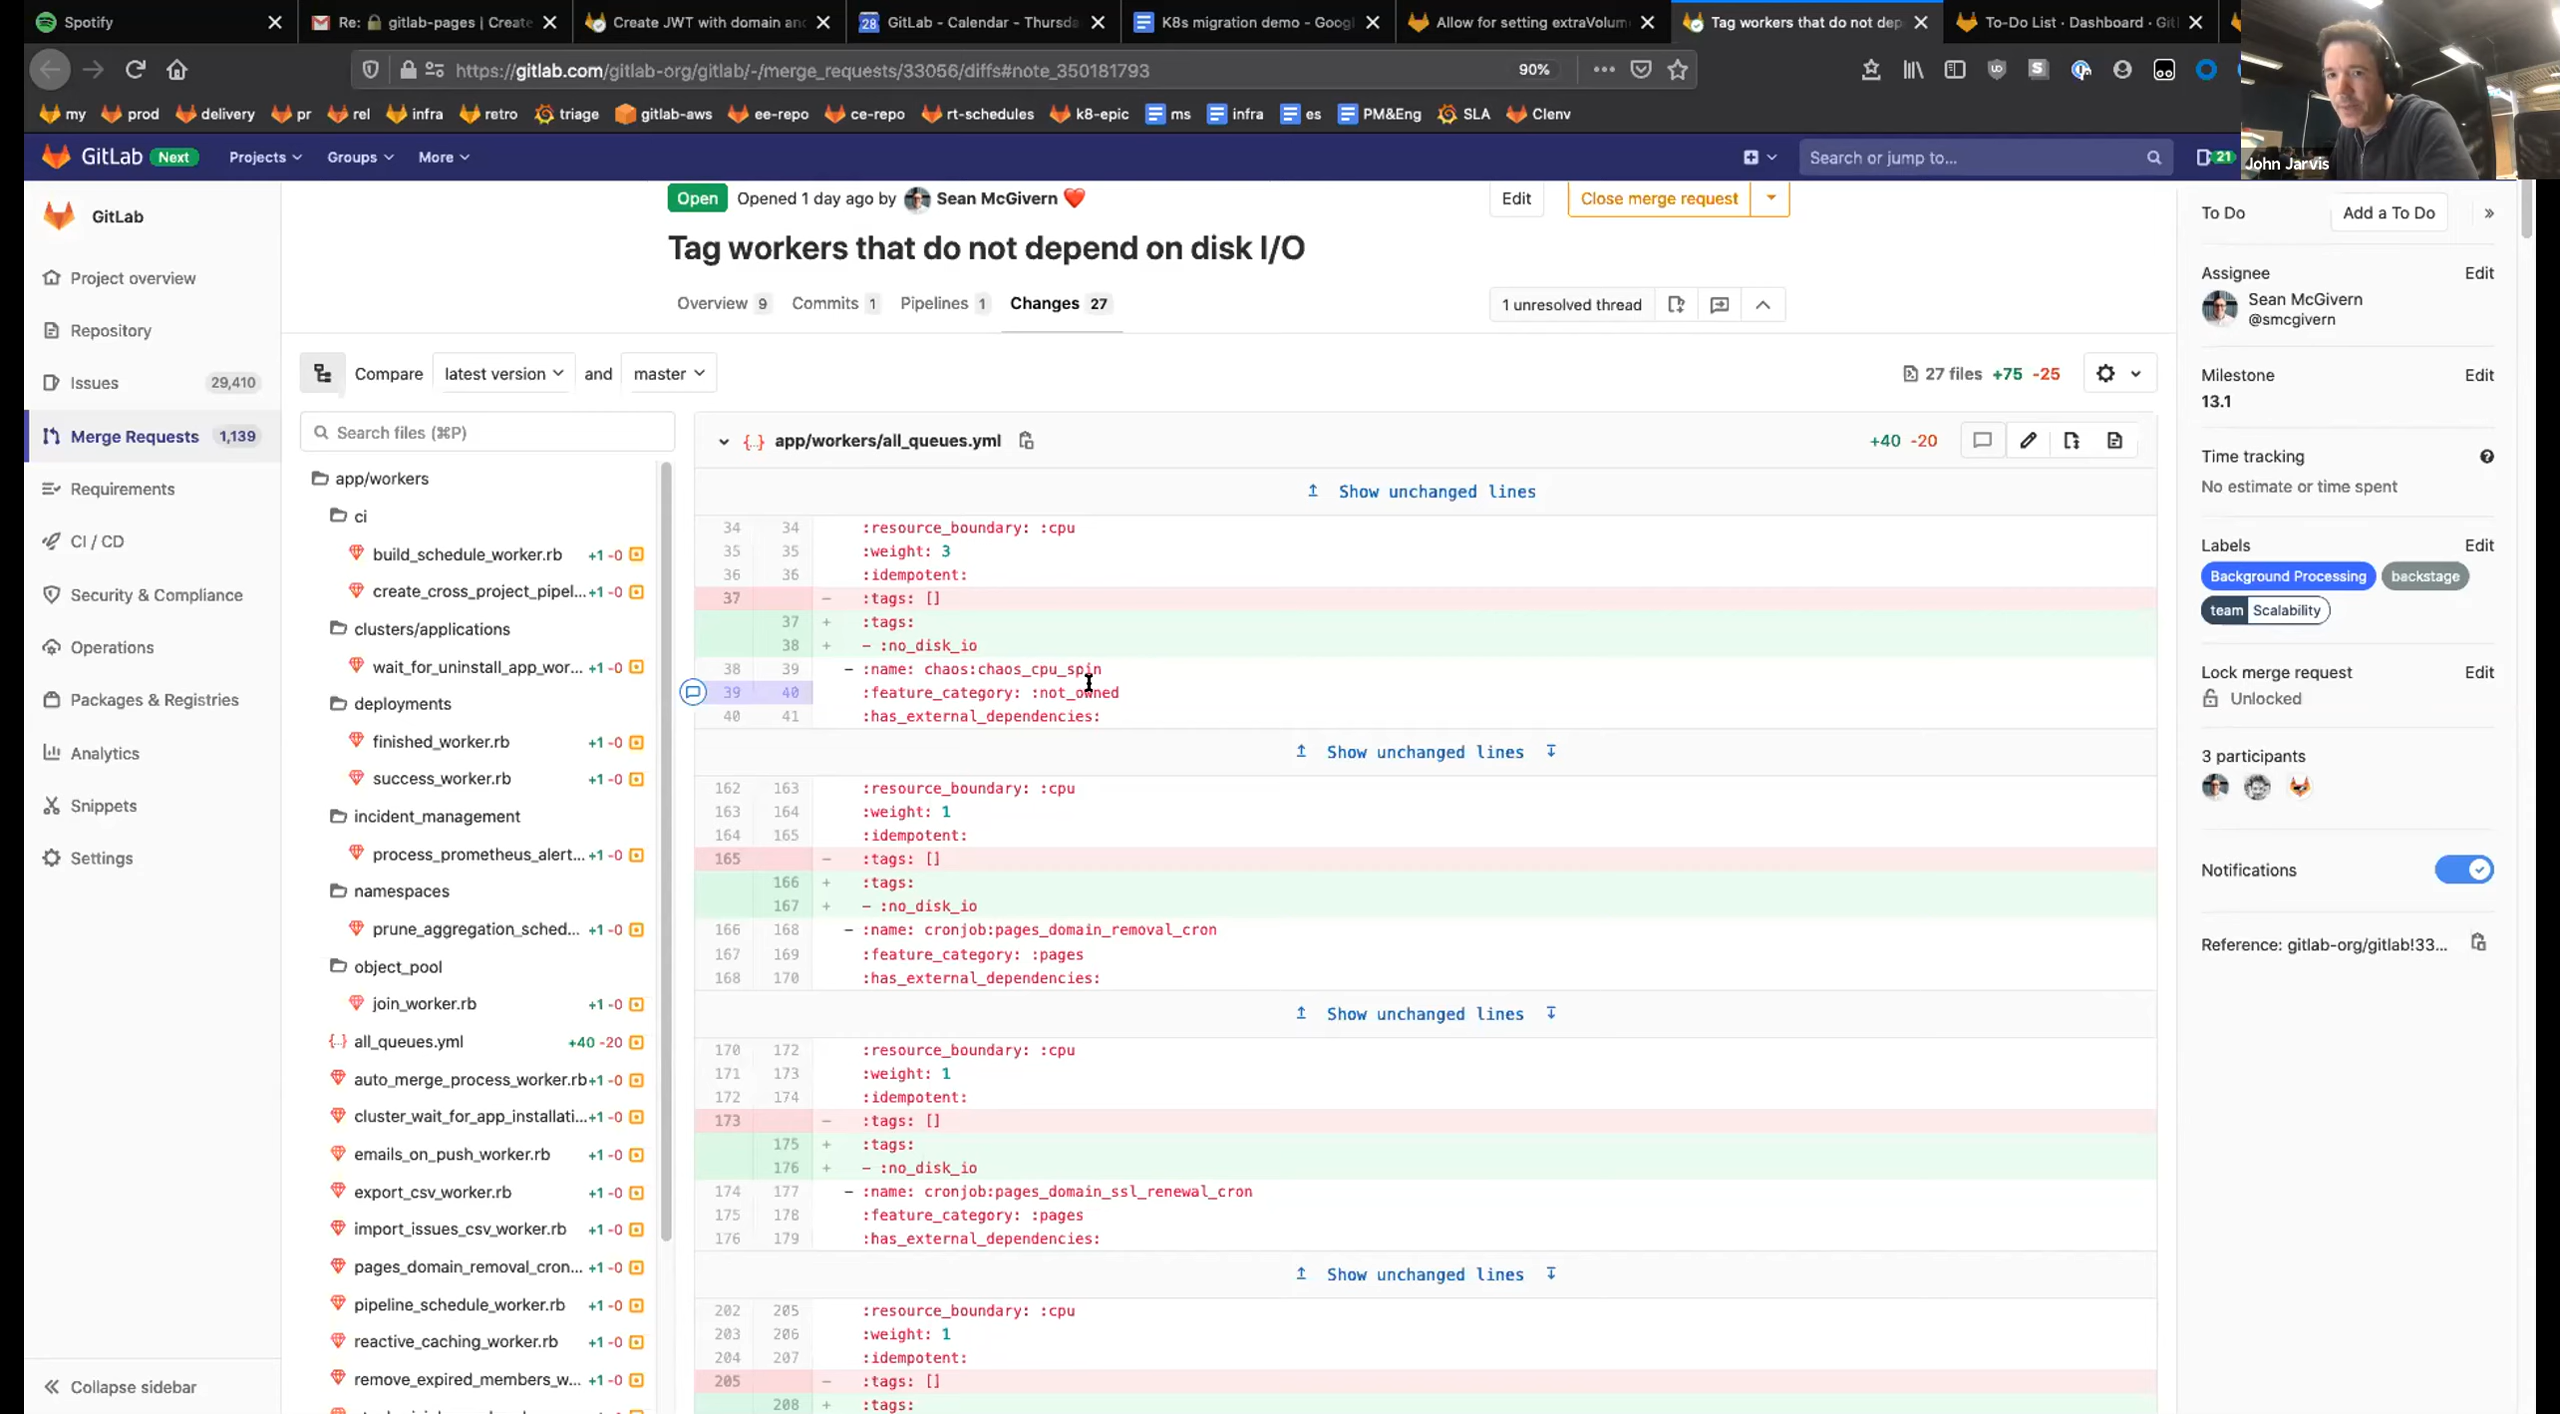 Spotify
Re: 🔒 gitlab-pages | Create
Create JWT with domain an
GitLab - Calendar - Thursda
K8s migration demo - Googl
Allow for setting extraVolum
Tag workers that do not dep
To-Do List · Dashboard · Git
https://gitlab.com/gitlab-org/gitlab/-/merge_requests/33056/diffs#note_350181793
90%
my prod delivery pr rel infra retro triage gitlab-aws ee-repo ce-repo rt-schedules k8-epic ms infra es PM&Eng SLA Clenv
John Jarvis
GitLab Next Projects Groups More Search or jump to... 21
GitLab
Project overview
Repository
Issues 29,410
Merge Requests 1,139
Requirements
CI / CD
Security & Compliance
Operations
Packages & Registries
Analytics
Snippets
Settings
Collapse sidebar
Open Opened 1 day ago by Sean McGivern ❤️
Edit Close merge request
Tag workers that do not depend on disk I/O
Overview 9 Commits 1 Pipelines 1 Changes 27
1 unresolved thread
Compare latest version and master
27 files +75 -25
Search files (⌘P)
app/workers
ci
build_schedule_worker.rb +1 -0
create_cross_project_pipel... +1 -0
clusters/applications
wait_for_uninstall_app_wor... +1 -0
deployments
finished_worker.rb +1 -0
success_worker.rb +1 -0
incident_management
process_prometheus_alert... +1 -0
namespaces
prune_aggregation_sched... +1 -0
object_pool
join_worker.rb +1 -0
all_queues.yml +40 -20
auto_merge_process_worker.rb +1 -0
cluster_wait_for_app_installati... +1 -0
emails_on_push_worker.rb +1 -0
export_csv_worker.rb +1 -0
import_issues_csv_worker.rb +1 -0
pages_domain_removal_cron... +1 -0
pipeline_schedule_worker.rb +1 -0
reactive_caching_worker.rb +1 -0
remove_expired_members_w... +1 -0
{..} app/workers/all_queues.yml +40 -20
Show unchanged lines
34 34 :resource_boundary: :cpu
35 35 :weight: 3
36 36 :idempotent:
37 - :tags: []
37 + :tags:
38 + - :no_disk_io
38 39 - :name: chaos:chaos_cpu_spin
39 40 :feature_category: :not_owned
40 41 :has_external_dependencies:
Show unchanged lines
162 163 :resource_boundary: :cpu
163 164 :weight: 1
164 165 :idempotent:
165 - :tags: []
166 + :tags:
167 + - :no_disk_io
166 168 - :name: cronjob:pages_domain_removal_cron
167 169 :feature_category: :pages
168 170 :has_external_dependencies:
Show unchanged lines
170 172 :resource_boundary: :cpu
171 173 :weight: 1
172 174 :idempotent:
173 - :tags: []
175 + :tags:
176 + - :no_disk_io
174 177 - :name: cronjob:pages_domain_ssl_renewal_cron
175 178 :feature_category: :pages
176 179 :has_external_dependencies:
Show unchanged lines
202 205 :resource_boundary: :cpu
203 206 :weight: 1
204 207 :idempotent:
205 - :tags: []
208 + :tags:
To Do Add a To Do
Assignee Edit
Sean McGivern
@smcgivern
Milestone Edit
13.1
Time tracking
No estimate or time spent
Labels Edit
Background Processing backstage
team Scalability
Lock merge request Edit
Unlocked
3 participants
Notifications
Reference: gitlab-org/gitlab!33...